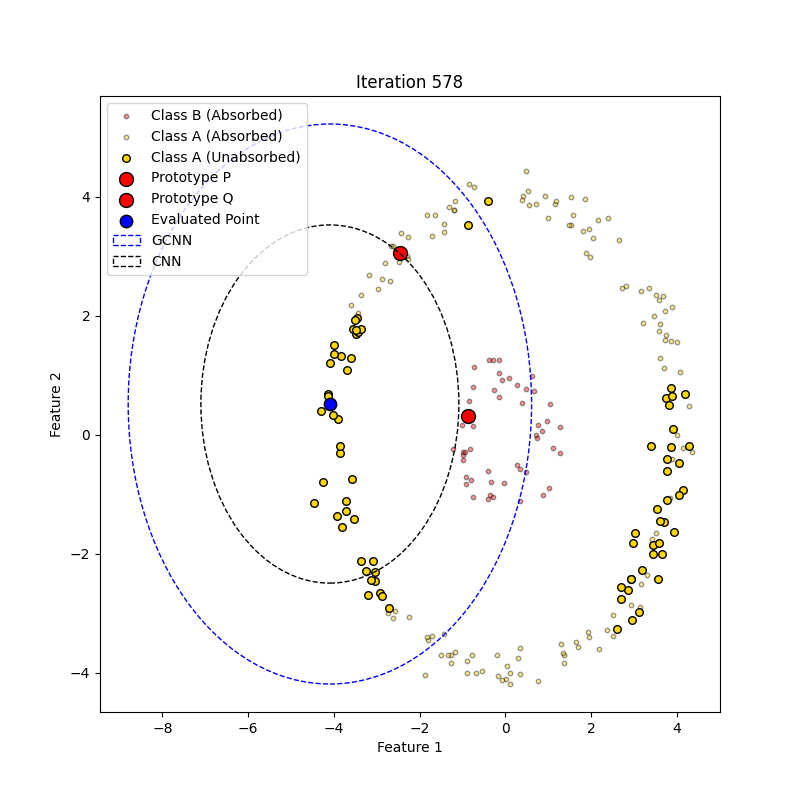 Iteration 578
Class B (Absorbed)
Class A (Absorbed)
Class A (Unabsorbed)
Prototype P
Prototype Q
Evaluated Point
GCNN
CNN
Feature 2
4
2
0
−2
−4
−8
−6
−4
−2
0
2
4
Feature 1